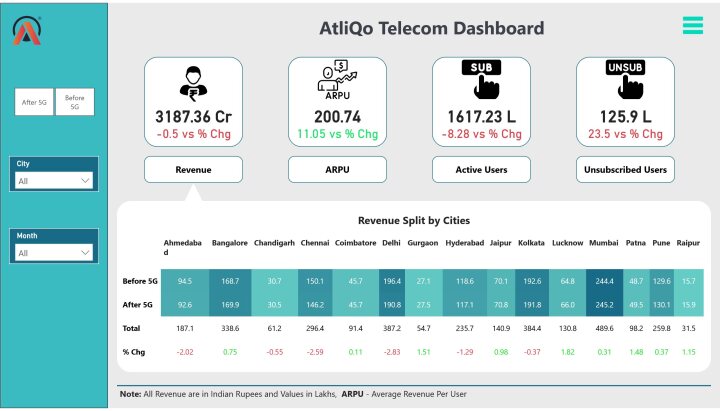 AtliQo Telecom Dashboard
After 5G
Before
5G
City
All
Month
All
ARPU
SUB
UNSUB
3187.36 Cr
-0.5 vs % Chg
200.74
11.05 vs % Chg
1617.23 L
-8.28 vs % Chg
125.9 L
23.5 vs % Chg
Revenue
ARPU
Active Users
Unsubscribed Users
Revenue Split by Cities
Ahmedaba
d Bangalore Chandigarh Chennai Coimbatore Delhi Gurgaon Hyderabad Jaipur Kolkata Lucknow Mumbai Patna Pune Raipur
Before 5G 94.5 168.7 30.7 150.1 45.7 196.4 27.1 118.6 70.1 192.6 64.8 244.4 48.7 129.6 15.7
After 5G 92.6 169.9 30.5 146.2 45.7 190.8 27.5 117.1 70.8 191.8 66.0 245.2 49.5 130.1 15.9
Total 187.1 338.6 61.2 296.4 91.4 387.2 54.7 235.7 140.9 384.4 130.8 489.6 98.2 259.8 31.5
% Chg -2.02 0.75 -0.55 -2.59 0.11 -2.83 1.51 -1.29 0.98 -0.37 1.82 0.31 1.48 0.37 1.15
Note: All Revenue are in Indian Rupees and Values in Lakhs, ARPU - Average Revenue Per User